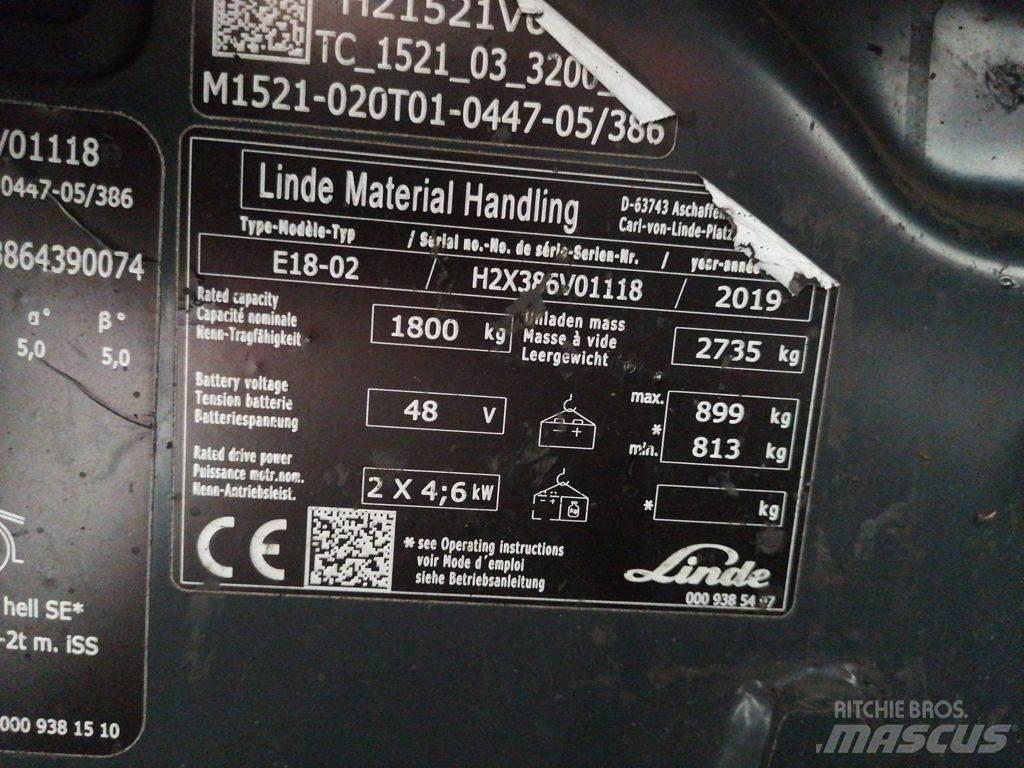 H21521V0
TC_1521_03_3200_
M1521-020T01-0447-05/386
/01118
0447-05/386
3864390074
α° β°
5,0 5,0
hell SE*
-2t m. iSS
000 938 15 10
Linde Material Handling
D-63743 Aschaffen
Carl-von-Linde-Platz
Type-Modèle-Typ / Serial no.-No. de série-Serien-Nr. / year-année
E18-02 / H2X386V01118 / 2019
Rated capacity
Capacité nominale
Nenn-Tragfähigkeit
1800 kg
Unladen mass
Masse à vide
Leergewicht
2735 kg
Battery voltage
Tension batterie
Batteriespannung
48 V
max. 899 kg
*
min. 813 kg
Rated drive power
Puissance motr.nom.
Nenn-Antriebsleist.
2 X 4;6 kW
* kg
CE
* see Operating instructions
voir Mode d'emploi
siehe Betriebsanleitung
Linde
000 938 54
RITCHIE BROS.
MASCUS